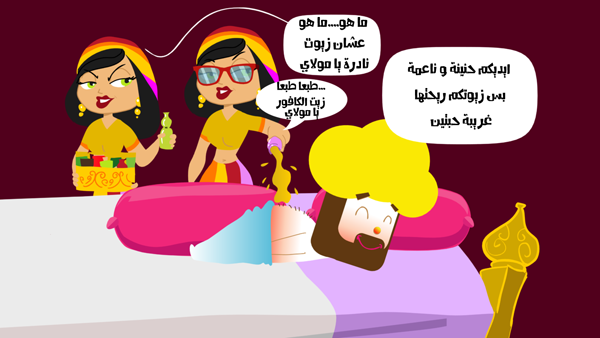 ايديكم حنينة و ناعمة
بس زيوتكم ريحتها
غريبة حبتين
ما هو....ما هو
عشان زيوت
نادرة يا مولاي
طبعا طبعا...
زيت الكافور
يا مولاي